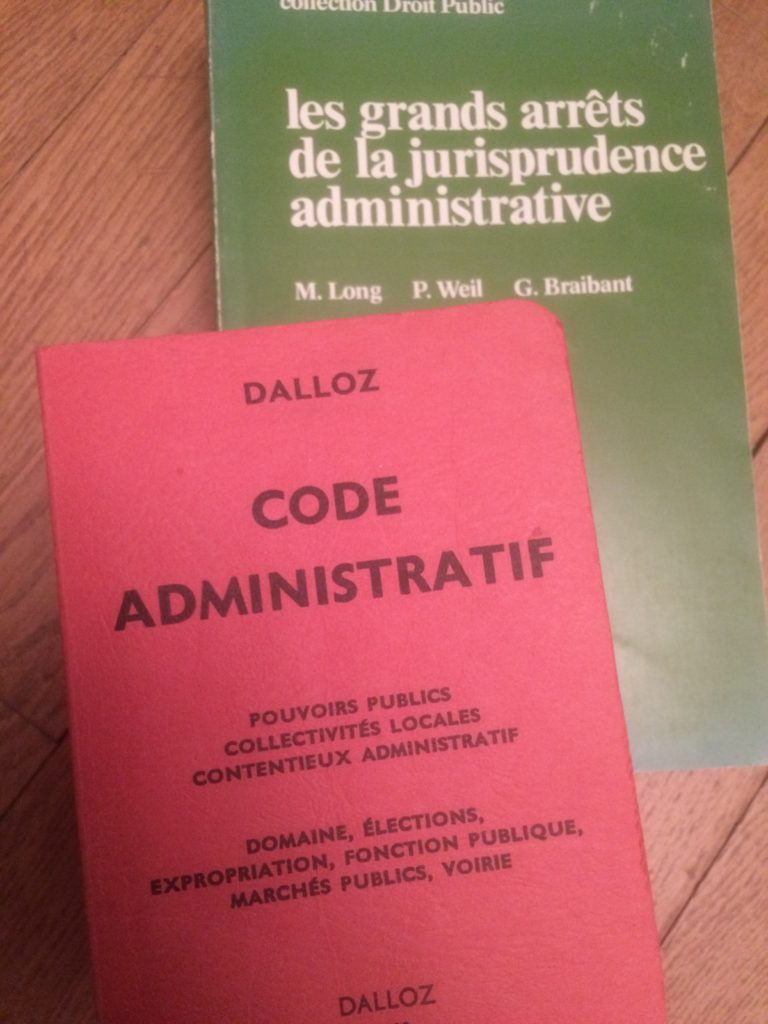 collection Droit Public
les grands arrêts
de la jurisprudence
administrative
M. Long P. Weil G. Braibant
DALLOZ
CODE
ADMINISTRATIF
POUVOIRS PUBLICS
COLLECTIVITÉS LOCALES
CONTENTIEUX ADMINISTRATIF
DOMAINE, ÉLECTIONS,
EXPROPRIATION, FONCTION PUBLIQUE,
MARCHÉS PUBLICS, VOIRIE
DALLOZ